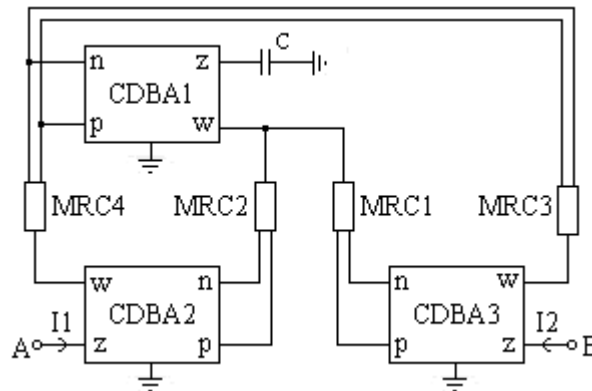 n z C
CDBA1
p w
MRC4 MRC2 MRC1 MRC3
w n n w
I1 CDBA2 CDBA3 I2
A z p p z B